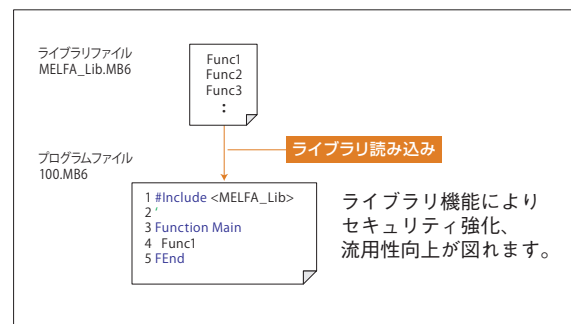 ライブラリファイル
MELFA_Lib.MB6
Func1
Func2
Func3
：
ライブラリ読み込み
プログラムファイル
100.MB6
1 #Include <MELFA_Lib>
2 '
3 Function Main
4 Func1
5 FEnd
ライブラリ機能により
セキュリティ強化、
流用性向上が図れます。